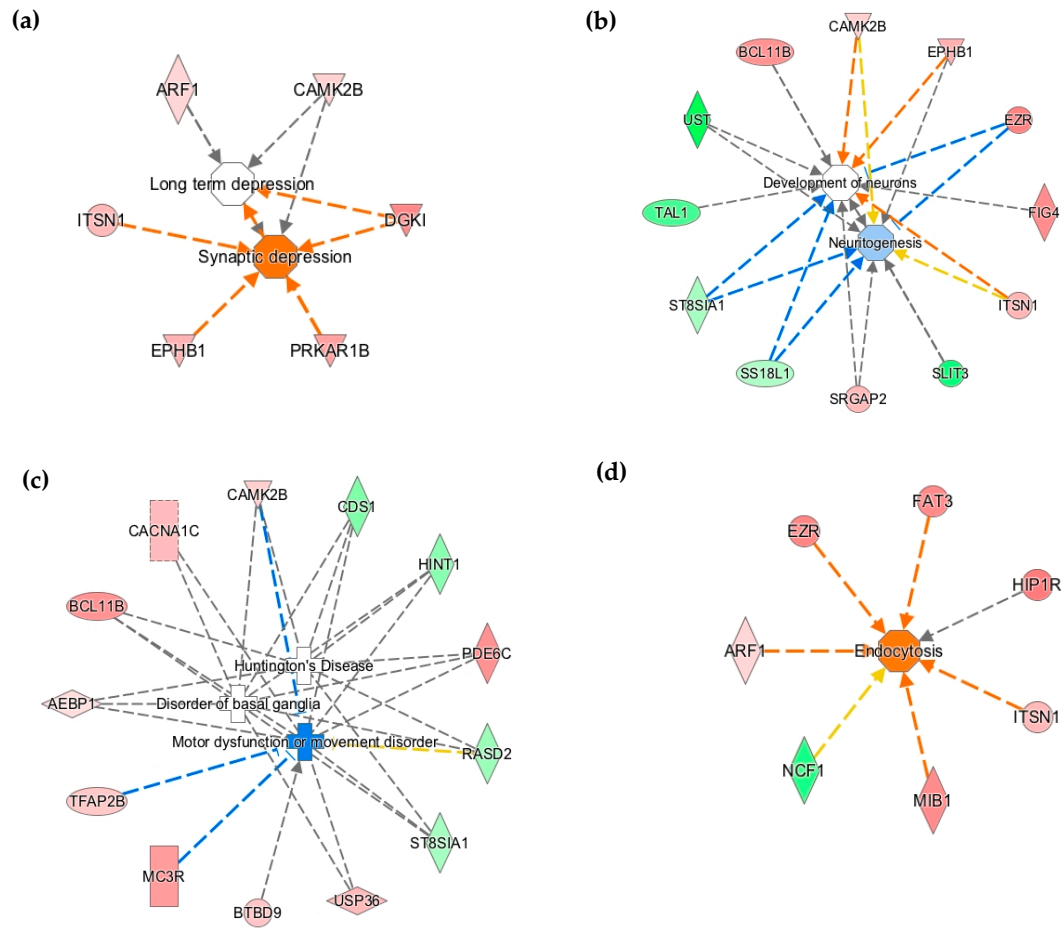 (a)
ARF1
CAMK2B
Long term depression
ITSN1
DGKI
Synaptic depression
EPHB1
PRKAR1B
(b)
CAMK2B
BCL11B
EPHB1
UST
EZR
Development of neurons
TAL1
FIG4
Neuritogenesis
ST8SIA1
ITSN1
SS18L1
SLIT3
SRGAP2
(c)
CAMK2B
CDS1
CACNA1C
HINT1
BCL11B
PDE6C
Huntington's Disease
AEBP1
Disorder of basal ganglia
Motor dysfunction or movement disorder
RASD2
TFAP2B
ST8SIA1
MC3R
USP36
BTBD9
(d)
FAT3
EZR
HIP1R
ARF1
Endocytosis
ITSN1
NCF1
MIB1